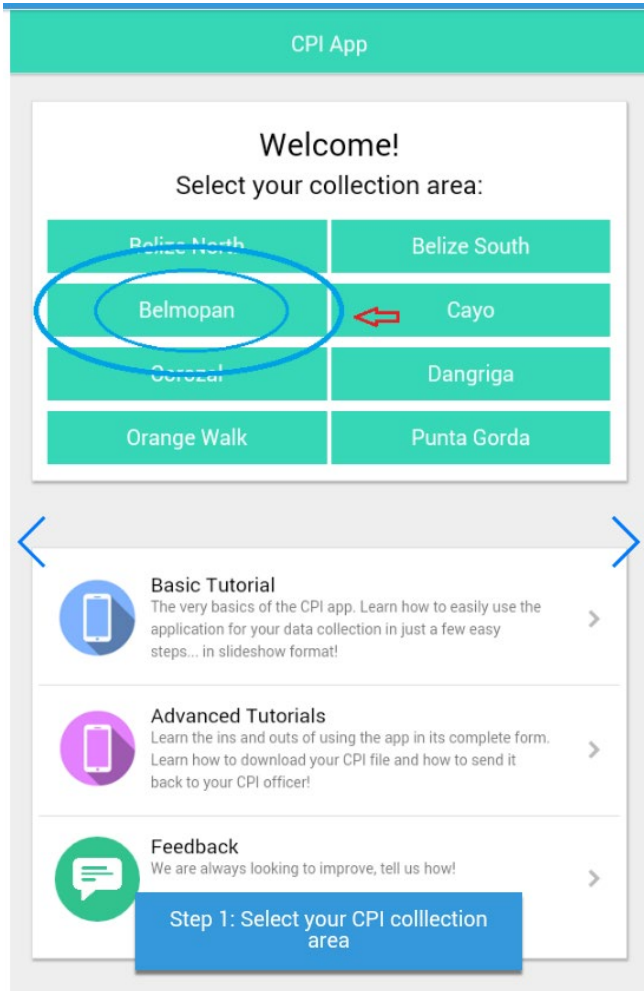 CPI App
Welcome!
Select your collection area:
Belize North
Belize South
Belmopan
Cayo
Corozal
Dangriga
Orange Walk
Punta Gorda
Basic Tutorial
The very basics of the CPI app. Learn how to easily use the
application for your data collection in just a few easy
steps... in slideshow format!
Advanced Tutorials
Learn the ins and outs of using the app in its complete form.
Learn how to download your CPI file and how to send it
back to your CPI officer!
Feedback
We are always looking to improve, tell us how!
Step 1: Select your CPI colllection
area